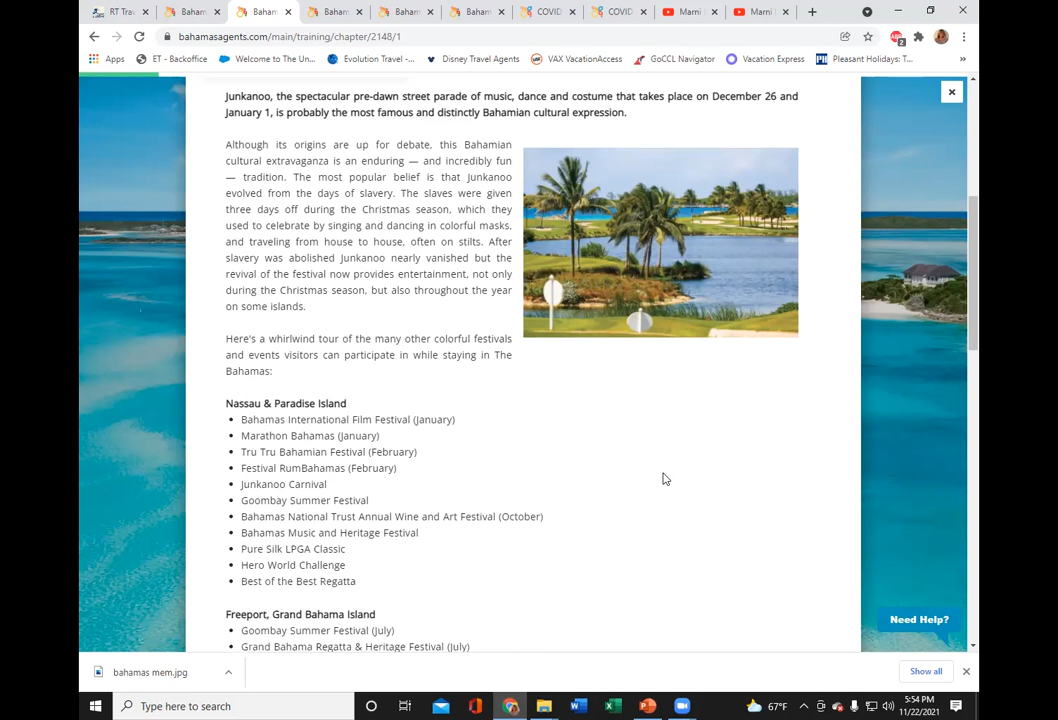 RT Trav
Baham
Baham
Baham
Baham
Baham
COVID
COVID
Marni
Marni
bahamasagents.com/main/training/chapter/2148/1
2
Apps
ET - Backoffice
Welcome to The Un...
Evolution Travel -...
Disney Travel Agents
VAX VacationAccess
GoCCL Navigator
Vacation Express
Pleasant Holidays: T...
Junkanoo, the spectacular pre-dawn street parade of music, dance and costume that takes place on December 26 and
January 1, is probably the most famous and distinctly Bahamian cultural expression.
Although its origins are up for debate, this Bahamian
cultural extravaganza is an enduring — and incredibly fun
— tradition. The most popular belief is that Junkanoo
evolved from the days of slavery. The slaves were given
three days off during the Christmas season, which they
used to celebrate by singing and dancing in colorful masks,
and traveling from house to house, often on stilts. After
slavery was abolished Junkanoo nearly vanished but the
revival of the festival now provides entertainment, not only
during the Christmas season, but also throughout the year
on some islands.
Here's a whirlwind tour of the many other colorful festivals
and events visitors can participate in while staying in The
Bahamas:
Nassau & Paradise Island
• Bahamas International Film Festival (January)
• Marathon Bahamas (January)
• Tru Tru Bahamian Festival (February)
• Festival RumBahamas (February)
• Junkanoo Carnival
• Goombay Summer Festival
• Bahamas National Trust Annual Wine and Art Festival (October)
• Bahamas Music and Heritage Festival
• Pure Silk LPGA Classic
• Hero World Challenge
• Best of the Best Regatta
Freeport, Grand Bahama Island
• Goombay Summer Festival (July)
• Grand Bahama Regatta & Heritage Festival (July)
Need Help?
bahamas mem.jpg
Show all
Type here to search
67°F
5:54 PM
11/22/2021